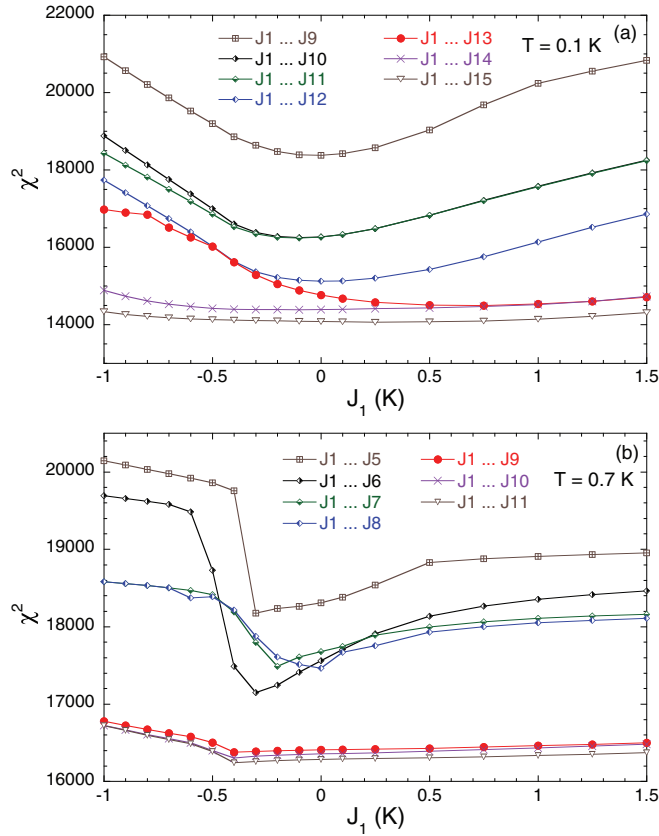 (a)
T = 0.1 K
J1 ... J9
J1 ... J10
J1 ... J11
J1 ... J12
J1 ... J13
J1 ... J14
J1 ... J15
22000
20000
18000
16000
14000
χ²
-1
-0.5
0
0.5
1
1.5
J₁ (K)
(b)
T = 0.7 K
J1 ... J5
J1 ... J6
J1 ... J7
J1 ... J8
J1 ... J9
J1 ... J10
J1 ... J11
20000
19000
18000
17000
16000
χ²
-1
-0.5
0
0.5
1
1.5
J₁ (K)